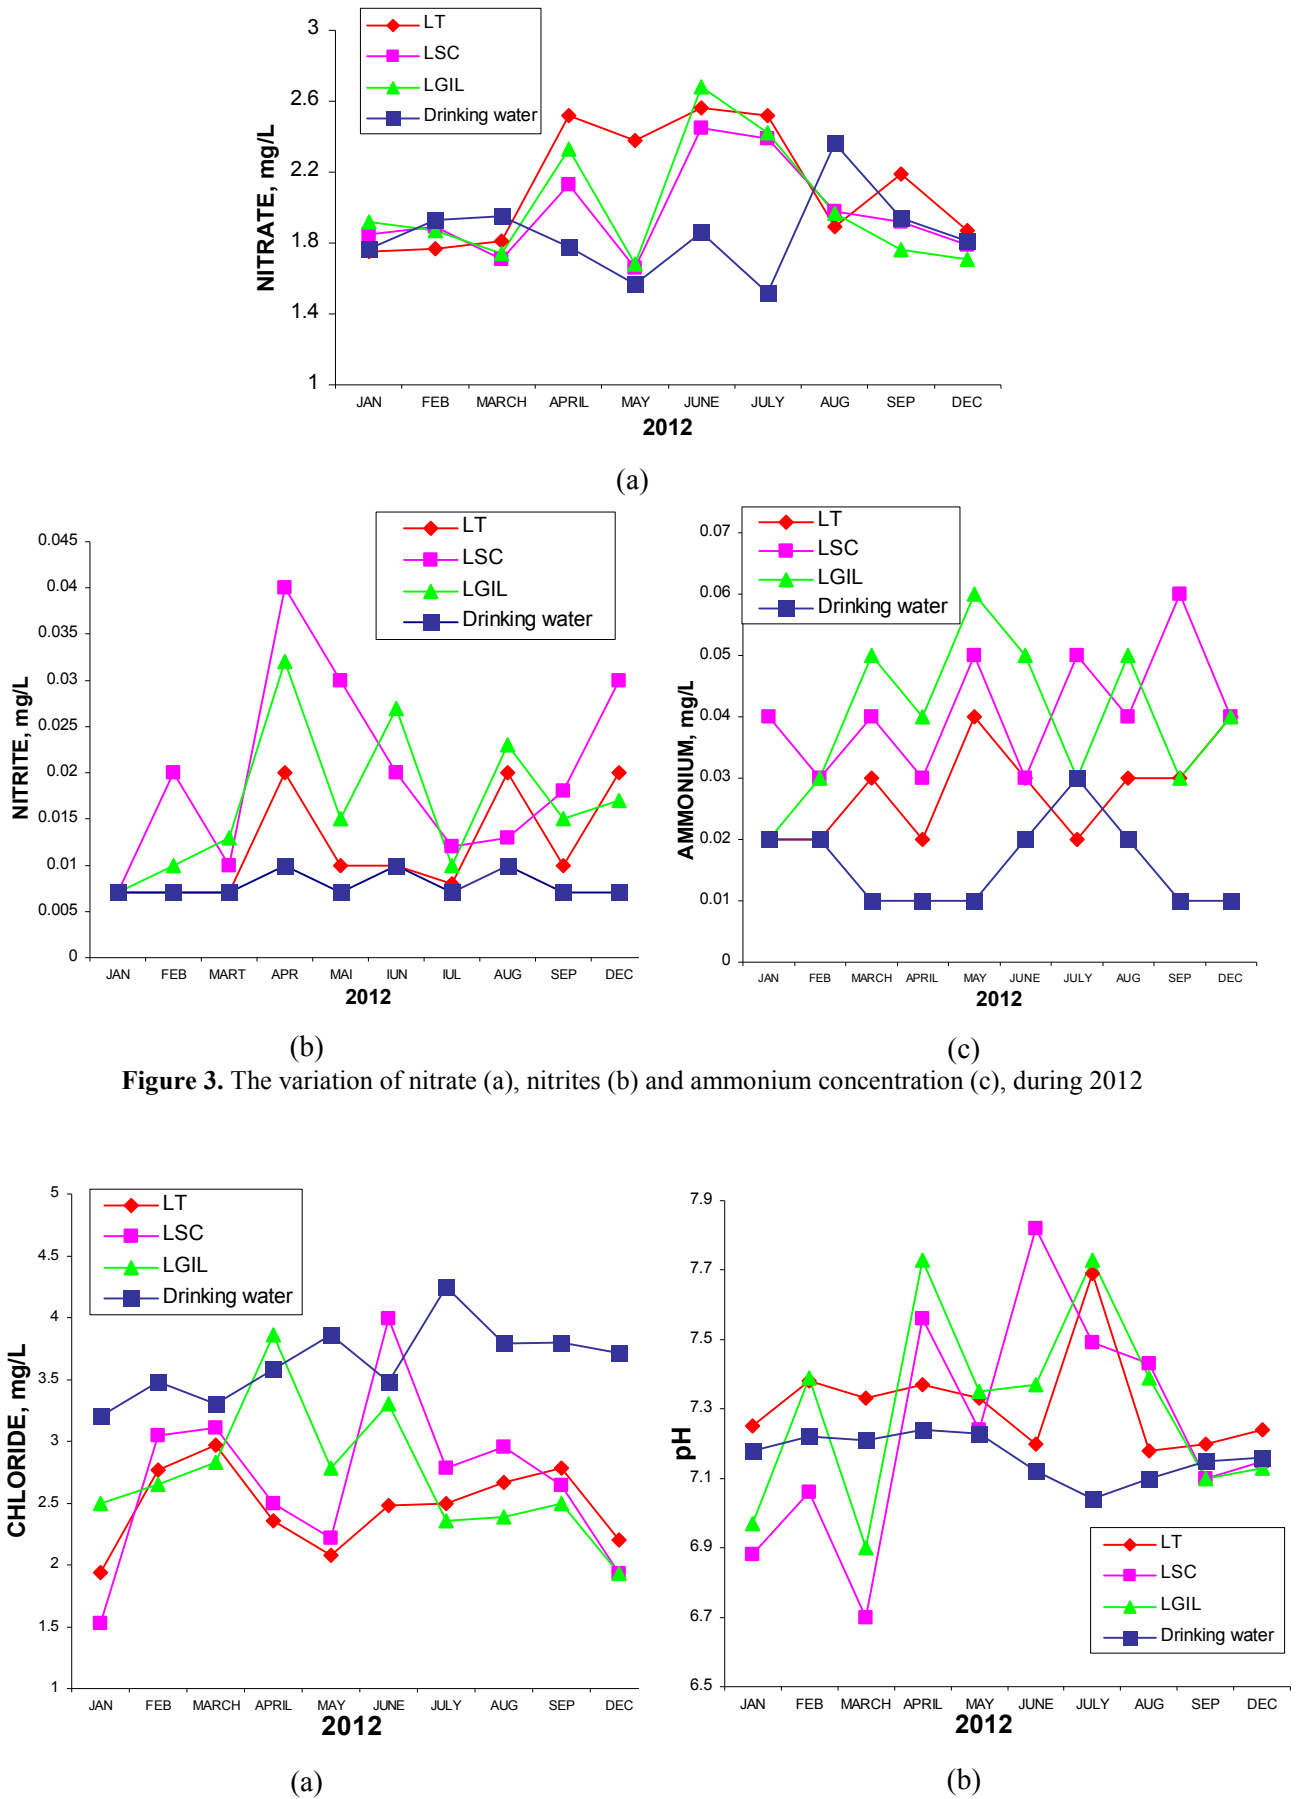 3
2.6
2.2
1.8
1.4
1
NITRATE, mg/L
LT
LSC
LGIL
Drinking water
JAN FEB MARCH APRIL MAY JUNE JULY AUG SEP DEC
2012
(a)
0.045
0.04
0.035
0.03
0.025
0.02
0.015
0.01
0.005
0
NITRITE, mg/L
LT
LSC
LGIL
Drinking water
JAN FEB MART APR MAI IUN IUL AUG SEP DEC
2012
(b)
0.07
0.06
0.05
0.04
0.03
0.02
0.01
0
AMMONIUM, mg/L
LT
LSC
LGIL
Drinking water
JAN FEB MARCH APRIL MAY JUNE JULY AUG SEP DEC
2012
(c)
Figure 3. The variation of nitrate (a), nitrites (b) and ammonium concentration (c), during 2012
5
4.5
4
3.5
3
2.5
2
1.5
1
CHLORIDE, mg/L
LT
LSC
LGIL
Drinking water
JAN FEB MARCH APRIL MAY JUNE JULY AUG SEP DEC
2012
(a)
7.9
7.7
7.5
7.3
7.1
6.9
6.7
6.5
pH
LT
LSC
LGIL
Drinking water
JAN FEB MARCH APRIL MAY JUNE JULY AUG SEP DEC
2012
(b)